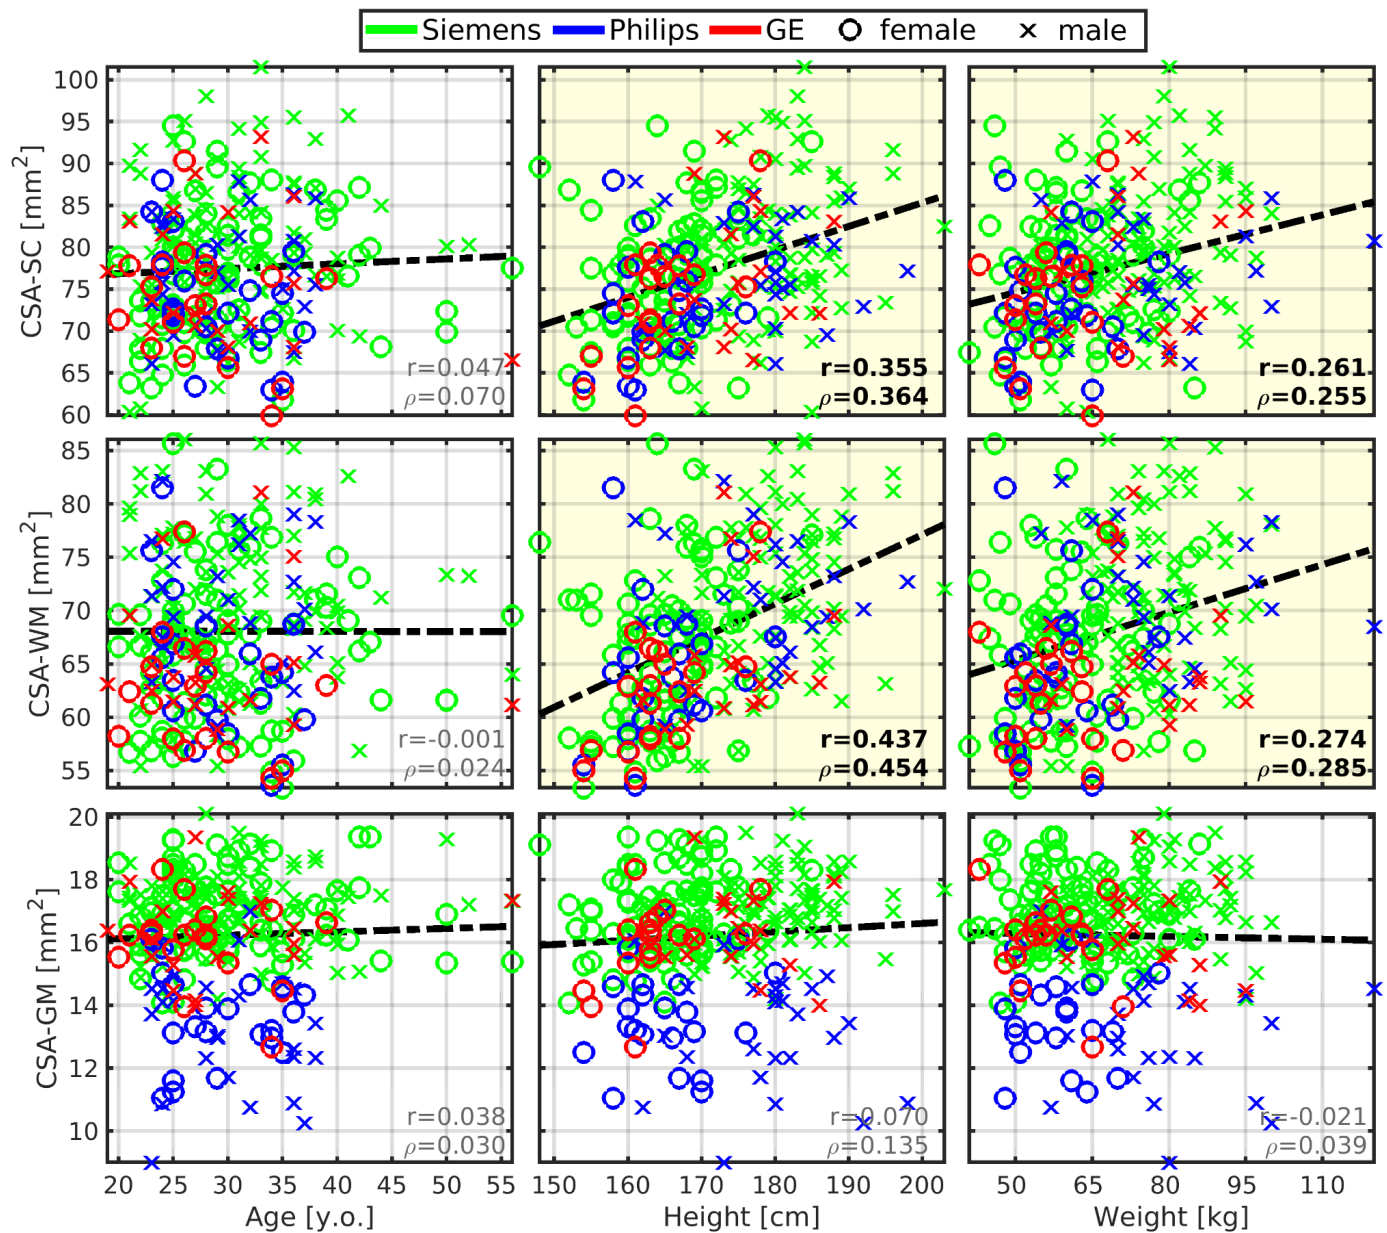 Siemens Philips GE female male
CSA-SC [mm²]
100
95
90
85
80
75
70
65
60
r=0.047
ρ=0.070
r=0.355
ρ=0.364
r=0.261
ρ=0.255
CSA-WM [mm²]
85
80
75
70
65
60
55
r=-0.001
ρ=0.024
r=0.437
ρ=0.454
r=0.274
ρ=0.285
CSA-GM [mm²]
20
18
16
14
12
10
r=0.038
ρ=0.030
r=0.070
ρ=0.135
r=-0.021
ρ=0.039
20 25 30 35 40 45 50 55
150 160 170 180 190 200
50 65 80 95 110
Age [y.o.]
Height [cm]
Weight [kg]